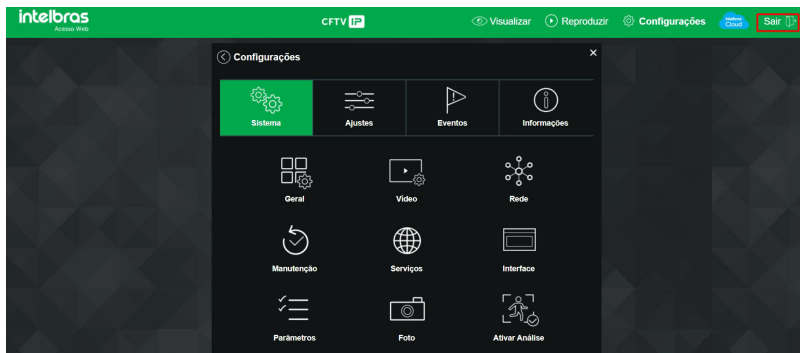 intelbras
Acesso Web
CFTV IP
Visualizar
Reproduzir
Configurações
intelbras Cloud
Sair
Configurações
Sistema
Ajustes
Eventos
Informações
Geral
Vídeo
Rede
Manutenção
Serviços
Interface
Parâmetros
Foto
Ativar Análise